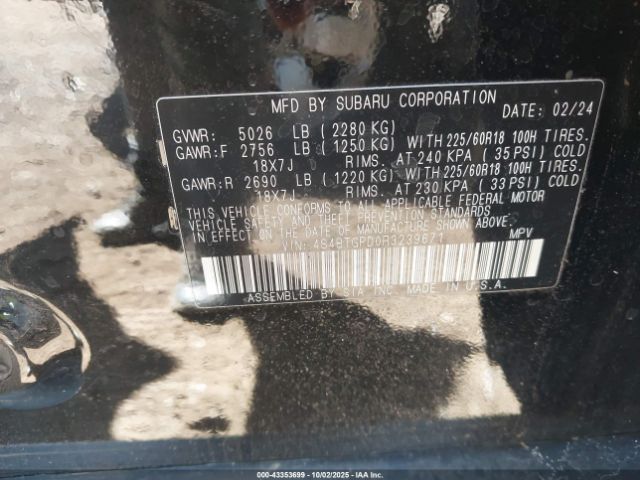 MFD BY SUBARU CORPORATION
DATE: 02/24
GVWR: 5026 LB ( 2280 KG)
GAWR:F 2756 LB ( 1250 KG) WITH 225/60R18 100H TIRES.
18X7J RIMS. AT 240 KPA ( 35 PSI) COLD
GAWR:R 2690 LB ( 1220 KG) WITH 225/60R18 100H TIRES.
18X7J RIMS. AT 230 KPA ( 33 PSI) COLD
THIS VEHICLE CONFORMS TO ALL APPLICABLE FEDERAL MOTOR
VEHICLE SAFETY AND THEFT PREVENTION STANDARDS
IN EFFECT ON THE DATE OF MANUFACTURE SHOWN ABOVE.
VIN: 4S4BTGPD0R3239671 MPV
ASSEMBLED BY SIA INC. MADE IN U.S.A.
000-43353699 - 10/02/2025 - IAAI.com